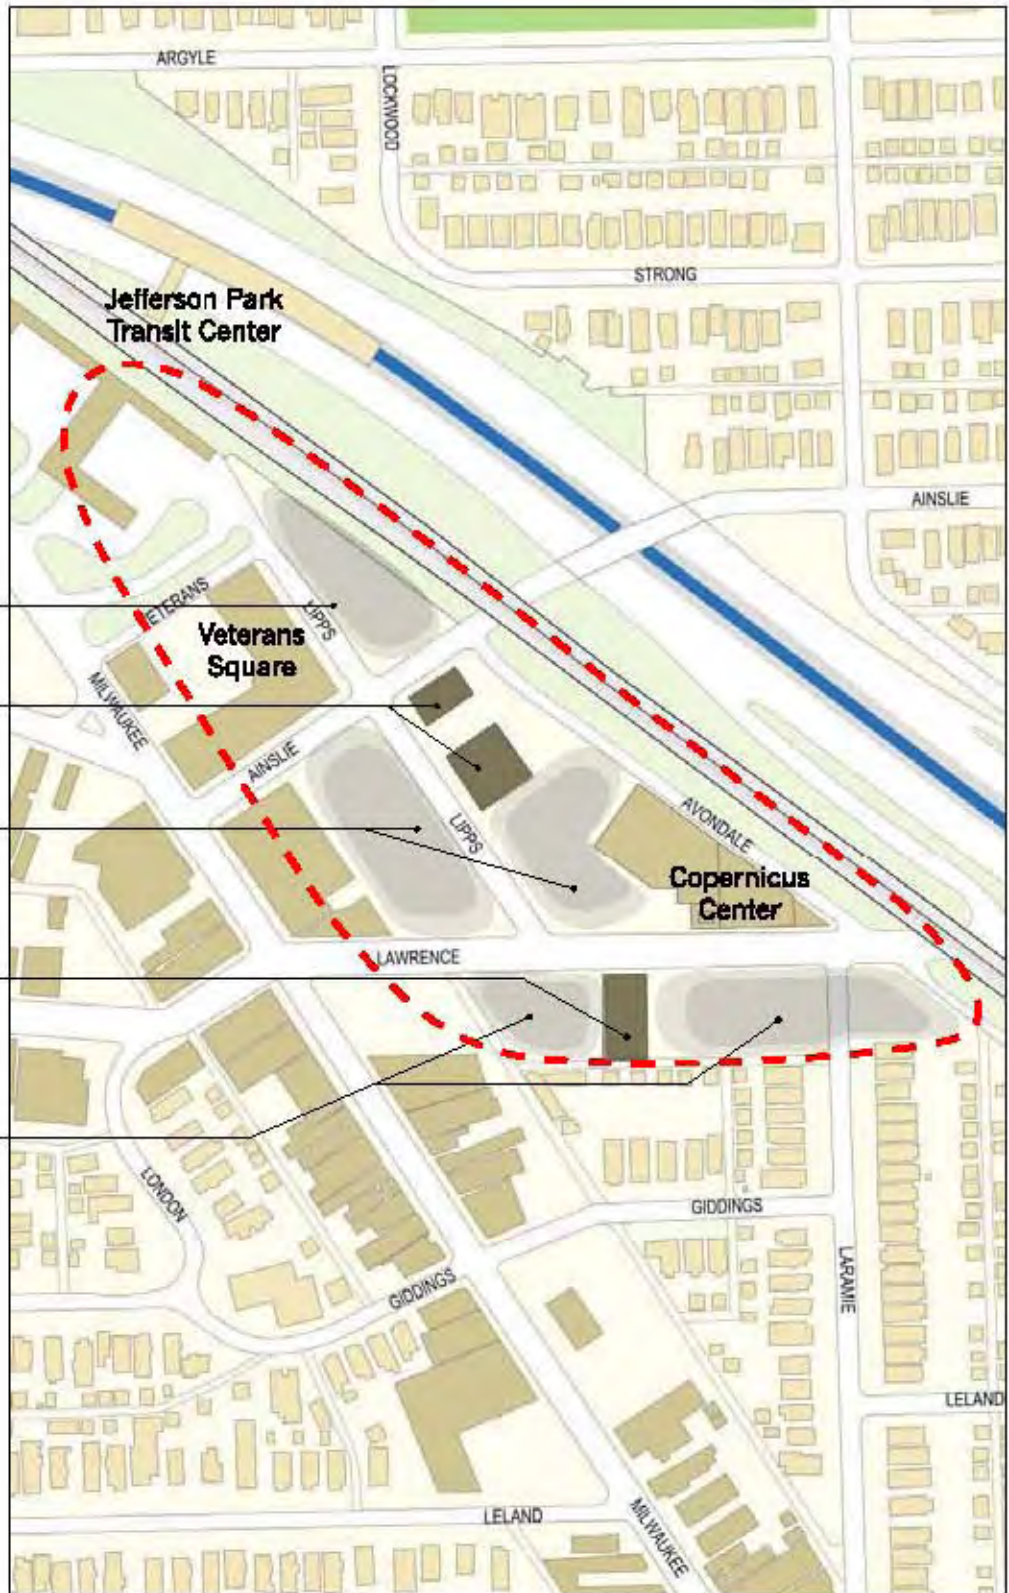 ARGYLE
LOCKWOOD
STRONG
Jefferson Park
Transit Center
AINSLIE
VETERANS
LIPPS
Veterans
Square
MILWAUKEE
AINSLIE
LIPPS
AVONDALE
Copernicus
Center
LAWRENCE
LONDON
GIDDINGS
GIDDINGS
LARAMIE
LELAND
LELAND
MILWAUKEE